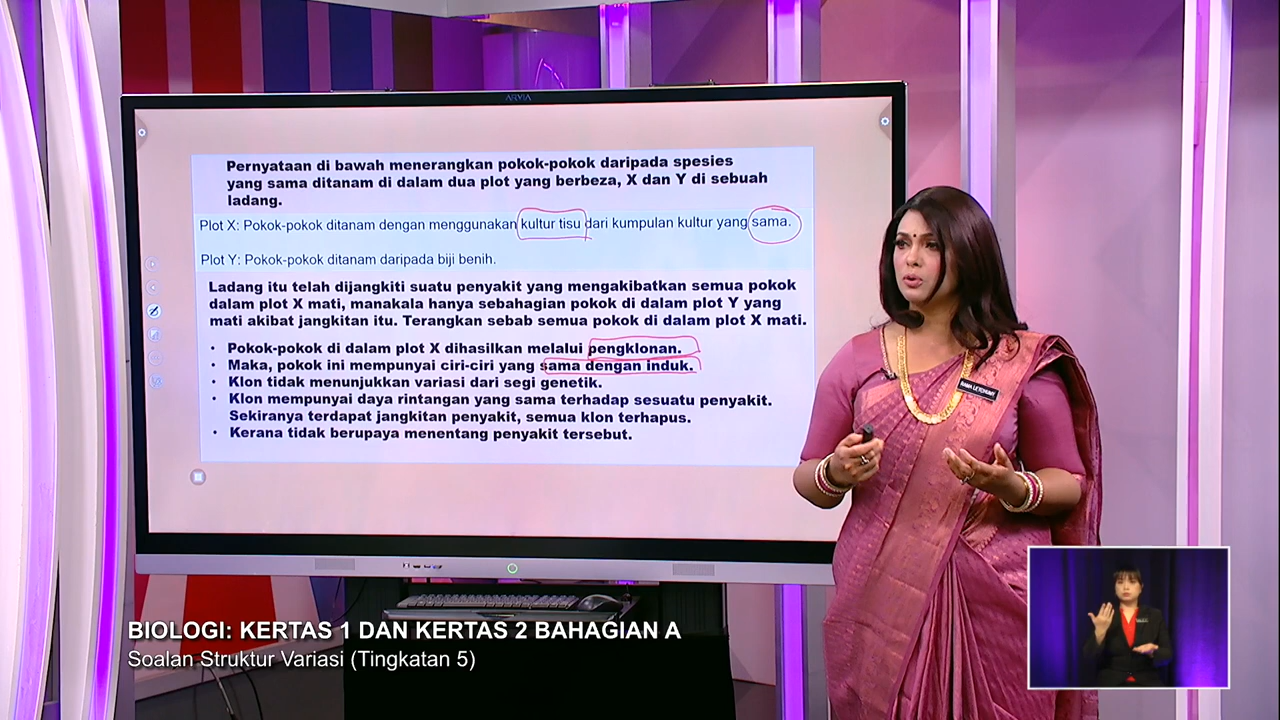 ARVIA
Pernyataan di bawah menerangkan pokok-pokok daripada spesies
yang sama ditanam di dalam dua plot yang berbeza, X dan Y di sebuah
ladang.
Plot X: Pokok-pokok ditanam dengan menggunakan kultur tisu dari kumpulan kultur yang sama.
Plot Y: Pokok-pokok ditanam daripada biji benih.
Ladang itu telah dijangkiti suatu penyakit yang mengakibatkan semua pokok
dalam plot X mati, manakala hanya sebahagian pokok di dalam plot Y yang
mati akibat jangkitan itu. Terangkan sebab semua pokok di dalam plot X mati.
• Pokok-pokok di dalam plot X dihasilkan melalui pengklonan.
• Maka, pokok ini mempunyai ciri-ciri yang sama dengan induk.
• Klon tidak menunjukkan variasi dari segi genetik.
• Klon mempunyai daya rintangan yang sama terhadap sesuatu penyakit.
Sekiranya terdapat jangkitan penyakit, semua klon terhapus.
• Kerana tidak berupaya menentang penyakit tersebut.
RAMA LETCHUMY
BIOLOGI: KERTAS 1 DAN KERTAS 2 BAHAGIAN A
Soalan Struktur Variasi (Tingkatan 5)